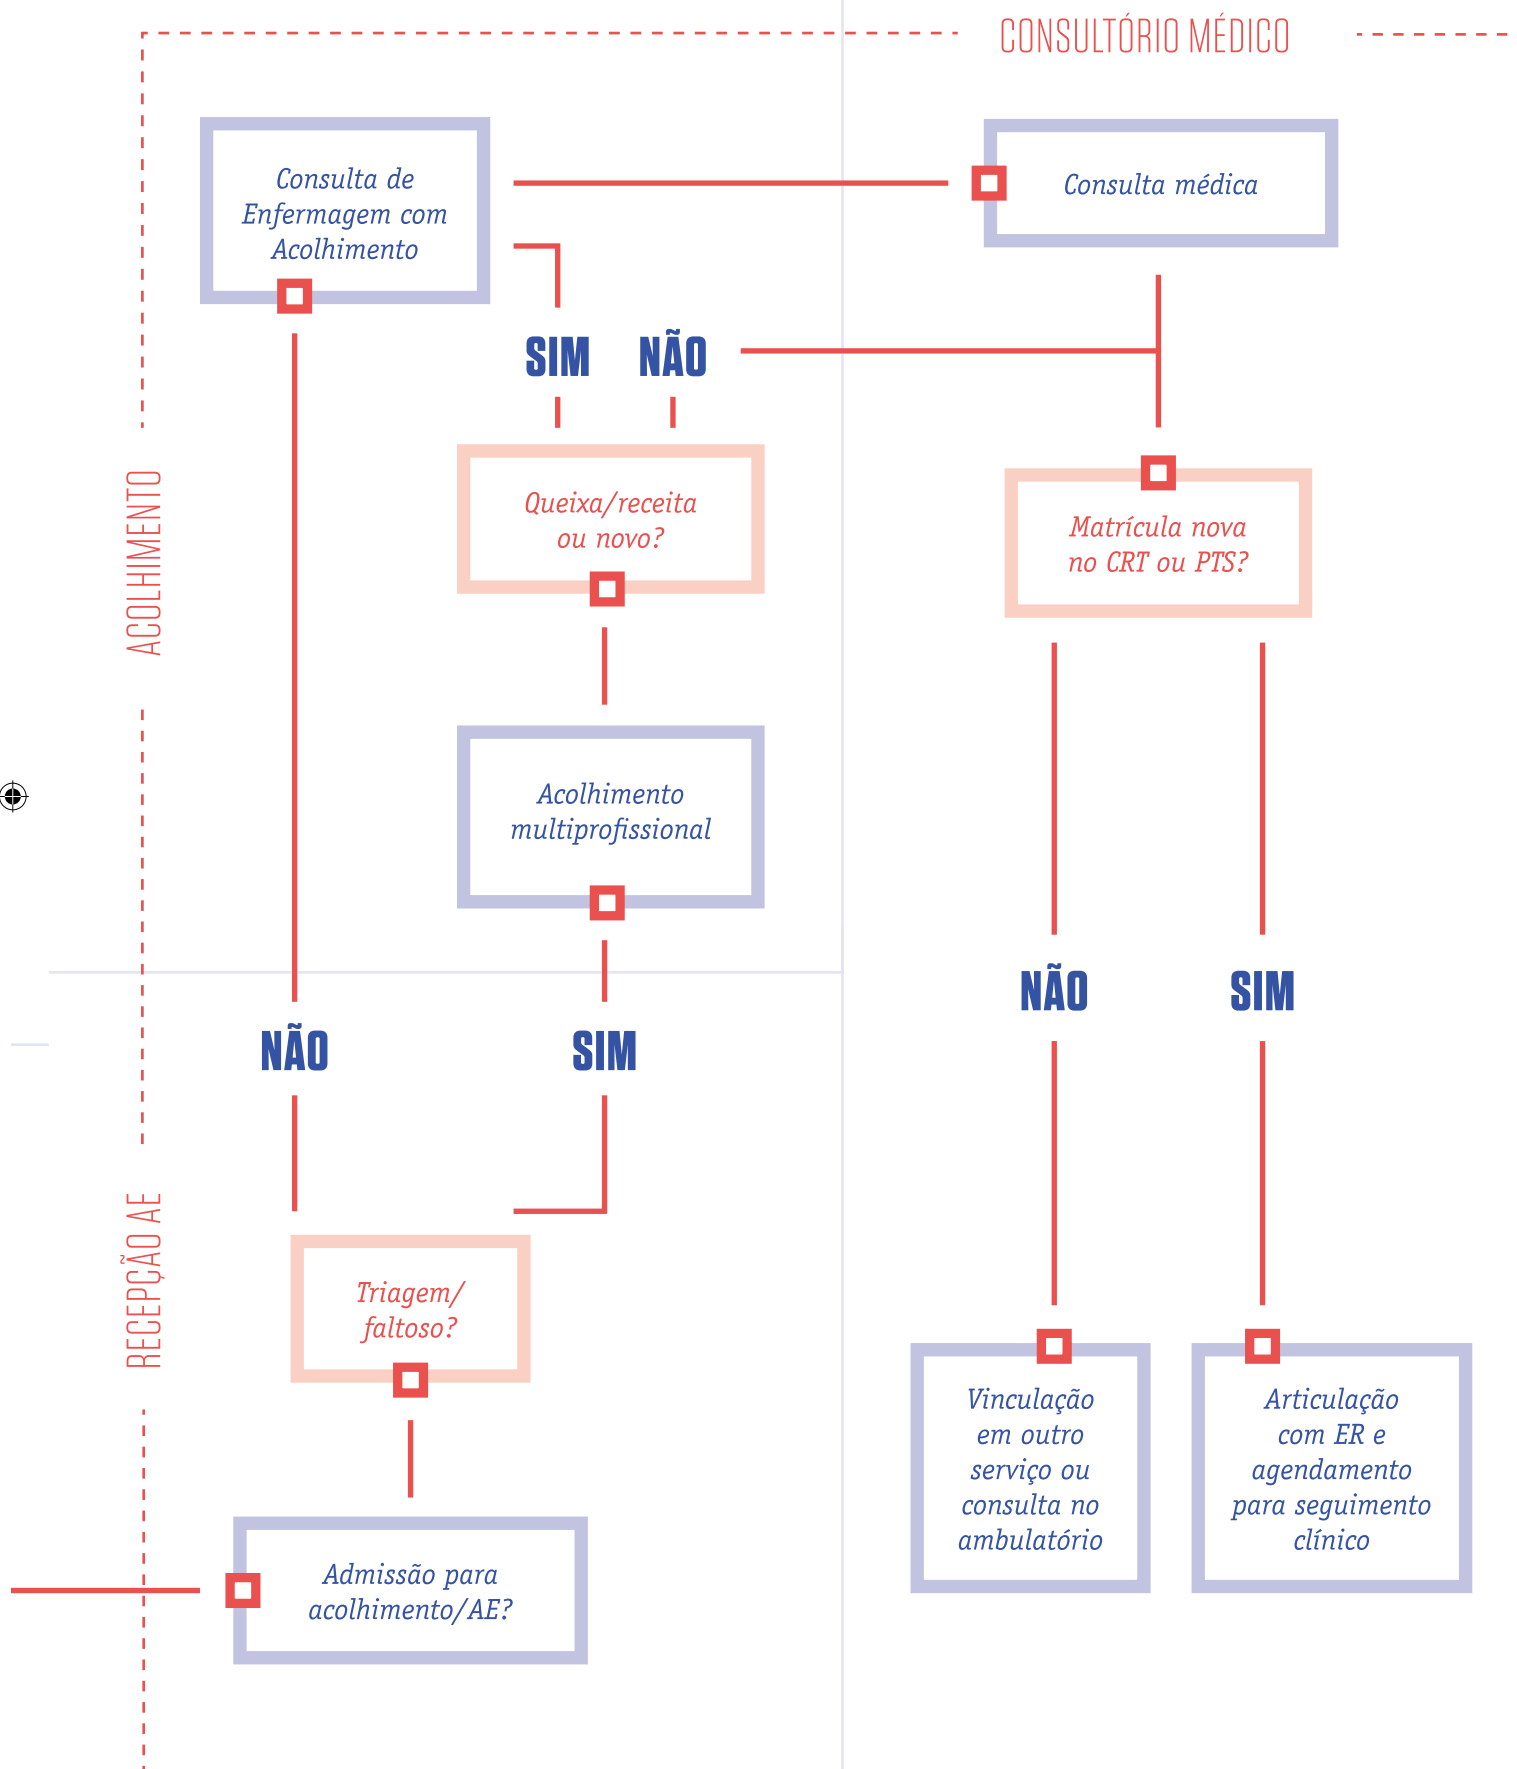 CONSULTÓRIO MÉDICO
Consulta de
Enfermagem com
Acolhimento
Consulta médica
SIM NÃO
ACOLHIMENTO
Queixa/receita
ou novo?
Matrícula nova
no CRT ou PTS?
Acolhimento
multiprofissional
NÃO SIM
NÃO SIM
RECEPÇÃO AE
Triagem/
faltoso?
Vinculação
em outro
serviço ou
consulta no
ambulatório
Articulação
com ER e
agendamento
para seguimento
clínico
Admissão para
acolhimento/AE?